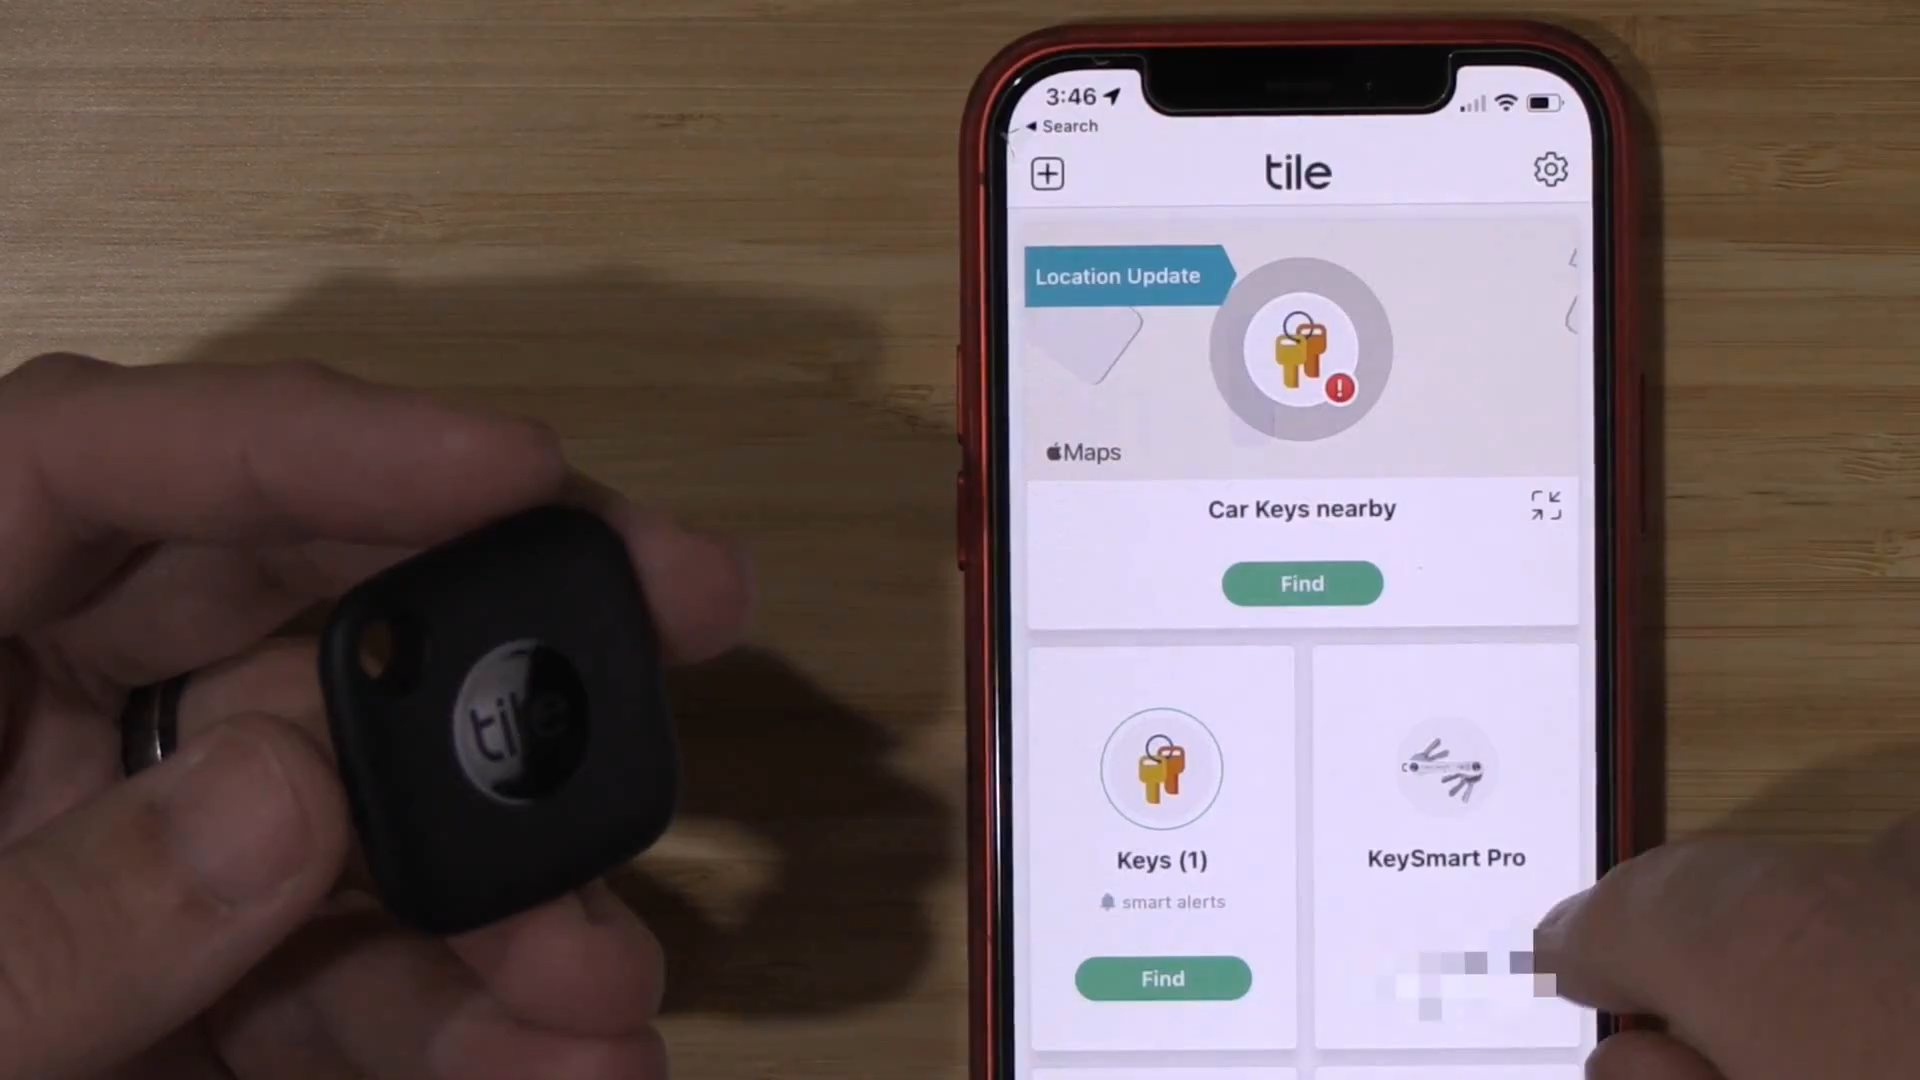 3:46
Search
tile
Location Update
Maps
Car Keys nearby
Find
tile
Keys (1)
KeySmart Pro
smart alerts
Find